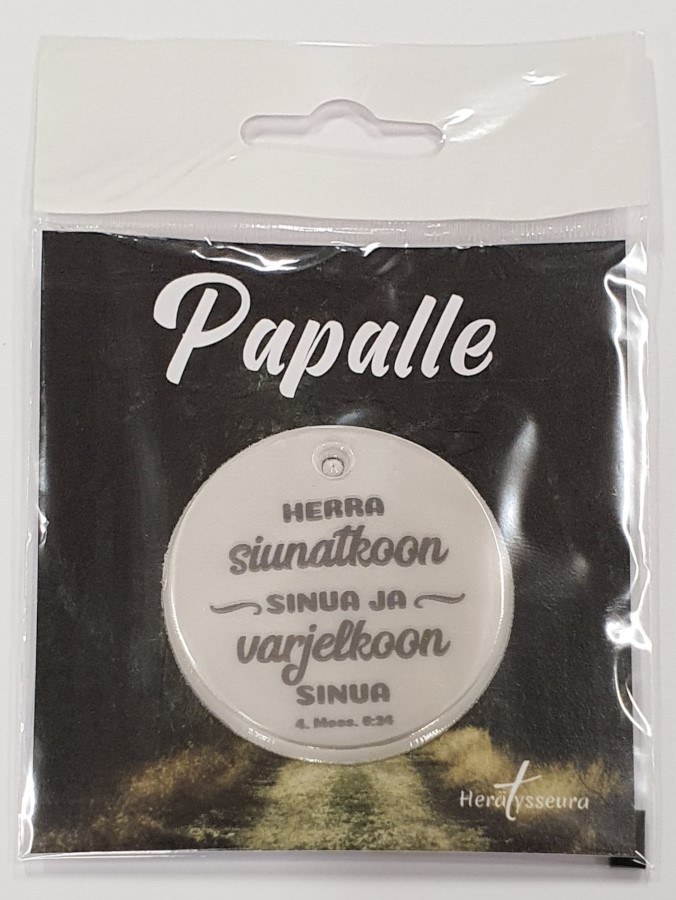 Papalle
HERRA
siunatkoon
SINUA JA
varjelkoon
SINUA
4. Moos. 6:24
Herätysseura